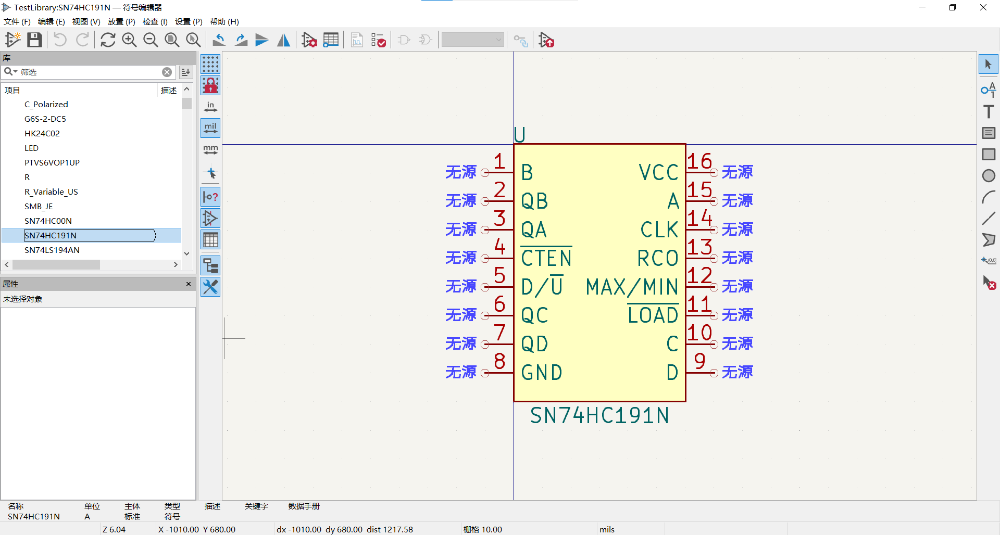 TestLibrary:SN74HC191N — 符号编辑器
文件 (F) 编辑 (E) 视图 (V) 放置 (P) 检查 (I) 设置 (P) 帮助 (H)
库
筛选
项目 描述
C_Polarized
G6S-2-DC5
HK24C02
LED
PTVS6VOP1UP
R
R_Variable_US
SMB_JE
SN74HC00N
SN74HC191N
SN74LS194AN
属性
未选择对象
in
mil
mm
U
无源 1 B VCC 16 无源
无源 2 QB A 15 无源
无源 3 QA CLK 14 无源
无源 4 CTEN RCO 13 无源
无源 5 D/U MAX/MIN 12 无源
无源 6 QC LOAD 11 无源
无源 7 QD C 10 无源
无源 8 GND D 9 无源
SN74HC191N
A
1
T
(0,0)
名称 单位 主体 类型 描述 关键字 数据手册
SN74HC191N A 标准 符号
Z 6.04 X -1010.00 Y 680.00 dx -1010.00 dy 680.00 dist 1217.58 栅格 10.00 mils